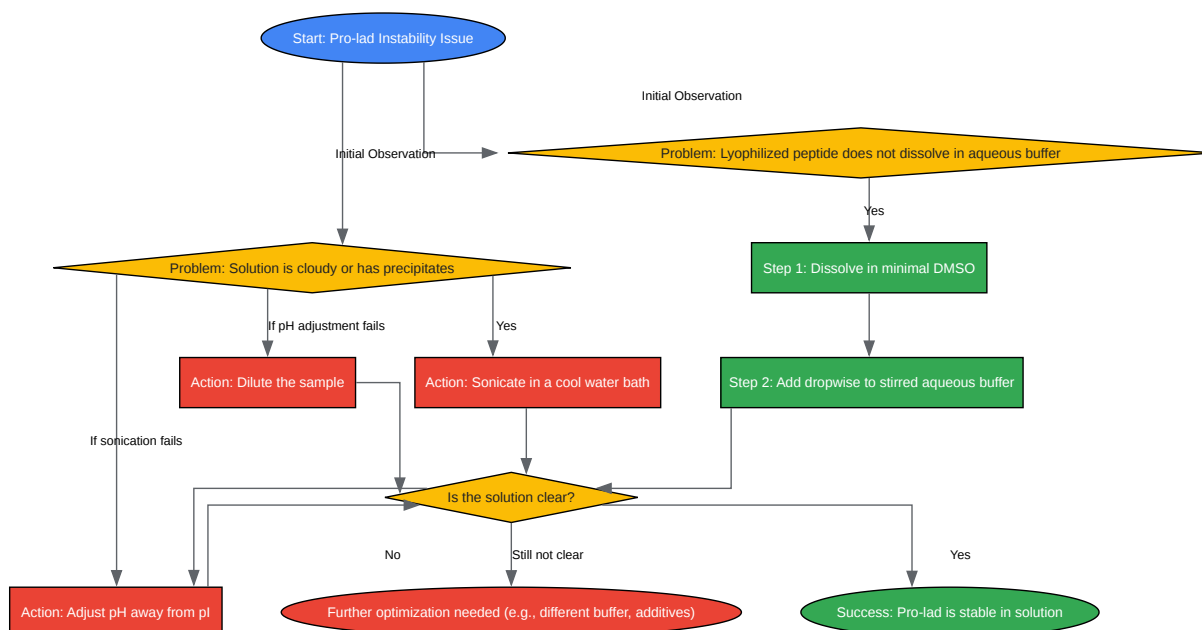 Start: Pro-lad Instability Issue
Initial Observation
Initial Observation
Problem: Lyophilized peptide does not dissolve in aqueous buffer
Yes
Problem: Solution is cloudy or has precipitates
Step 1: Dissolve in minimal DMSO
If pH adjustment fails
Yes
Action: Dilute the sample
Action: Sonicate in a cool water bath
Step 2: Add dropwise to stirred aqueous buffer
If sonication fails
Is the solution clear?
No
Still not clear
Yes
Action: Adjust pH away from pI
Further optimization needed (e.g., different buffer, additives)
Success: Pro-lad is stable in solution